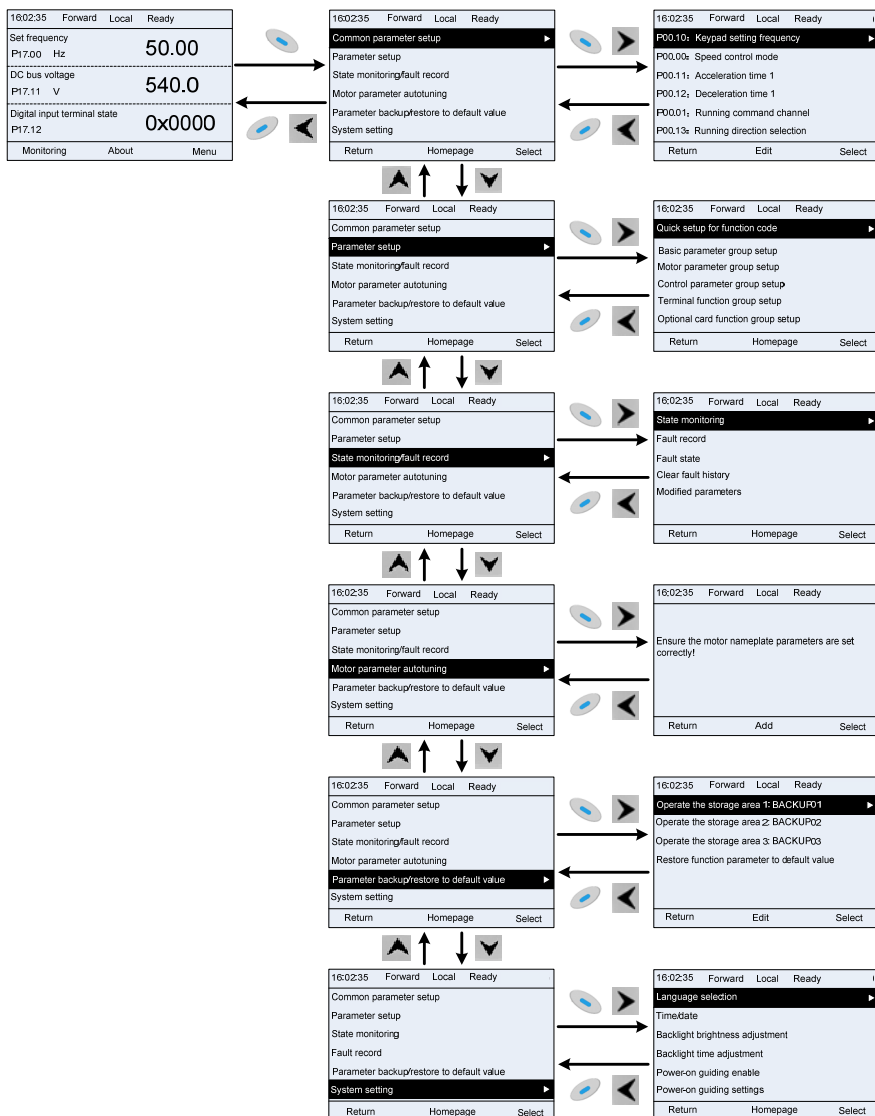 16:02:35 Forward Local Ready
Set frequency
P17.00 Hz 50.00
DC bus voltage
P17.11 V 540.0
Digital input terminal state
P17.12 0x0000
Monitoring About Menu
16:02:35 Forward Local Ready
Common parameter setup
Parameter setup
State monitoring/fault record
Motor parameter autotuning
Parameter backup/restore to default value
System setting
Return Homepage Select
16:02:35 Forward Local Ready
P00.10: Keypad setting frequency
P00.00: Speed control mode
P00.11: Acceleration time 1
P00.12: Deceleration time 1
P00.01: Running command channel
P00.13: Running direction selection
Return Edit Select
16:02:35 Forward Local Ready
Common parameter setup
Parameter setup
State monitoring/fault record
Motor parameter autotuning
Parameter backup/restore to default value
System setting
Return Homepage Select
16:02:35 Forward Local Ready
Quick setup for function code
Basic parameter group setup
Motor parameter group setup
Control parameter group setup
Terminal function group setup
Optional card function group setup
Return Homepage Select
16:02:35 Forward Local Ready
Common parameter setup
Parameter setup
State monitoring/fault record
Motor parameter autotuning
Parameter backup/restore to default value
System setting
Return Homepage Select
16:02:35 Forward Local Ready
State monitoring
Fault record
Fault state
Clear fault history
Modified parameters
Return Homepage Select
16:02:35 Forward Local Ready
Common parameter setup
Parameter setup
State monitoring/fault record
Motor parameter autotuning
Parameter backup/restore to default value
System setting
Return Homepage Select
16:02:35 Forward Local Ready
Ensure the motor nameplate parameters are set
correctly!
Return Add Select
16:02:35 Forward Local Ready
Common parameter setup
Parameter setup
State monitoring/fault record
Motor parameter autotuning
Parameter backup/restore to default value
System setting
Return Homepage Select
16:02:35 Forward Local Ready
Operate the storage area 1: BACKUP01
Operate the storage area 2: BACKUP02
Operate the storage area 3: BACKUP03
Restore function parameter to default value
Return Edit Select
16:02:35 Forward Local Ready
Common parameter setup
Parameter setup
State monitoring
Fault record
Parameter backup/restore to default value
System setting
Return Homepage Select
16:02:35 Forward Local Ready
Language selection
Time/date
Backlight brightness adjustment
Backlight time adjustment
Power-on guiding enable
Power-on guiding settings
Return Homepage Select